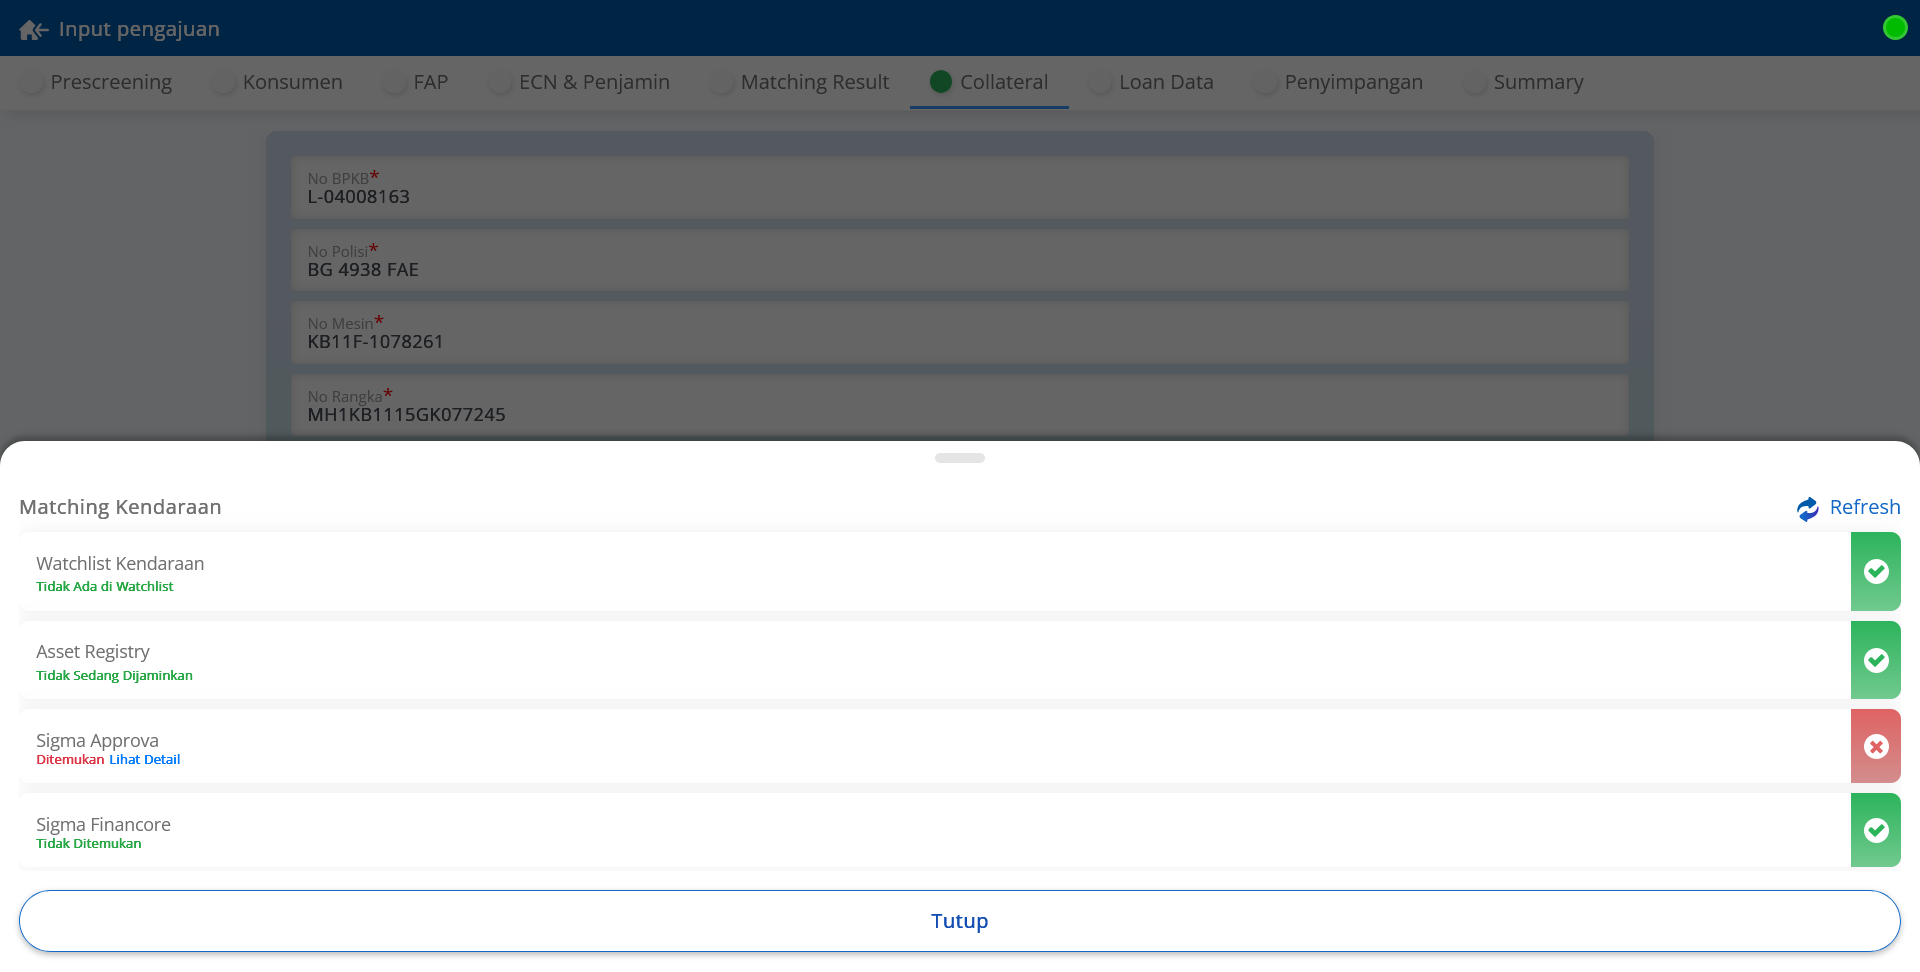 Input pengajuan
Prescreening Konsumen FAP ECN & Penjamin Matching Result Collateral Loan Data Penyimpangan Summary
No BPKB*
L-04008163
No Polisi*
BG 4938 FAE
No Mesin*
KB11F-1078261
No Rangka*
MH1KB1115GK077245
Matching Kendaraan Refresh
Watchlist Kendaraan
Tidak Ada di Watchlist
Asset Registry
Tidak Sedang Dijaminkan
Sigma Approva
Ditemukan Lihat Detail
Sigma Financore
Tidak Ditemukan
Tutup